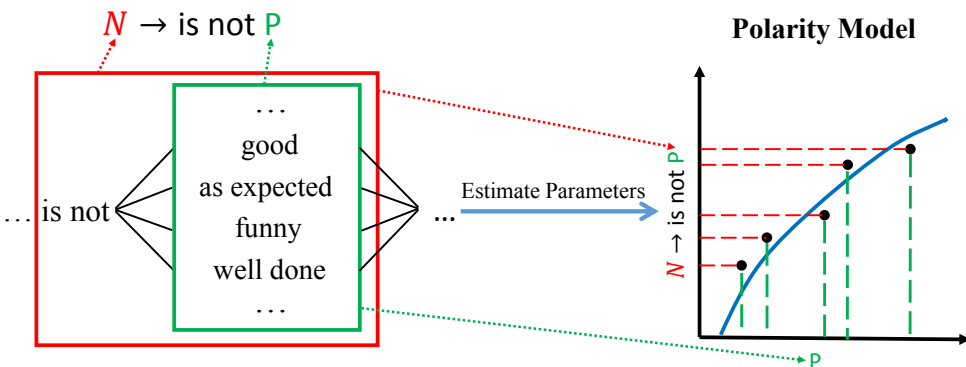 N → is not P
Polarity Model
…
good
as expected
… is not
funny
well done
…
...
Estimate Parameters
N → is not P
P